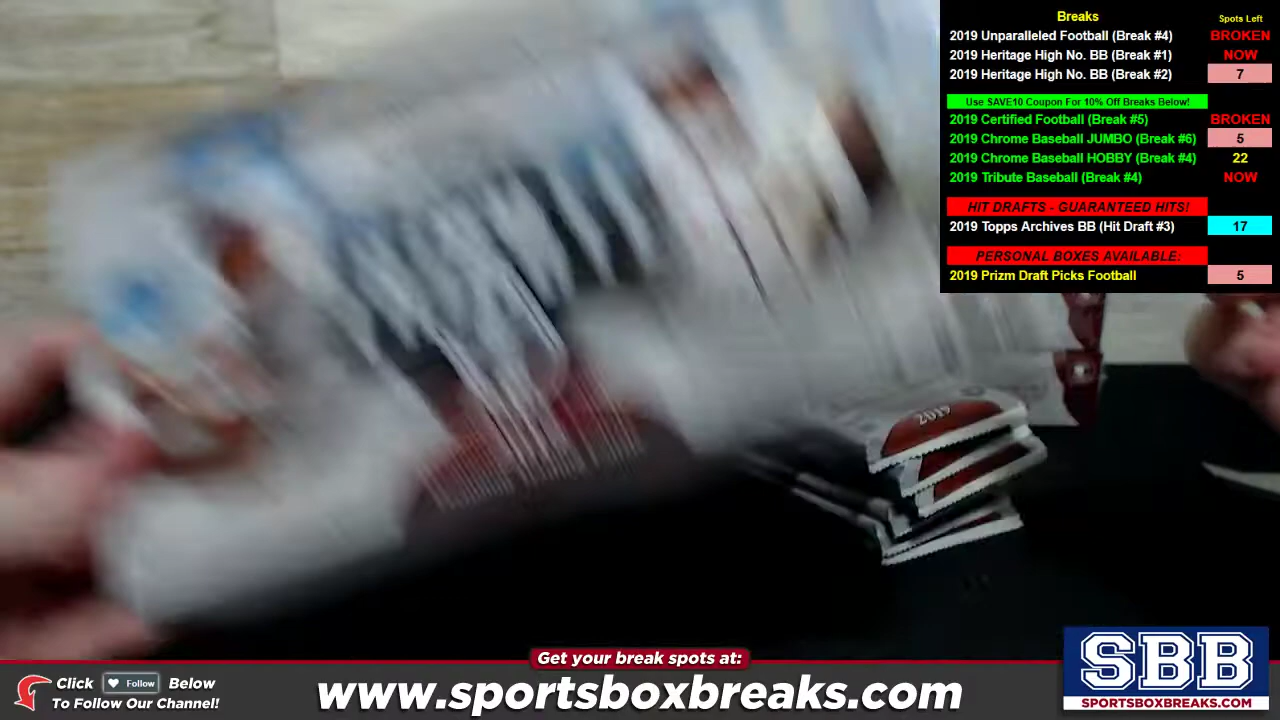 Breaks Spots Left
2019 Unparalleled Football (Break #4) BROKEN
2019 Heritage High No. BB (Break #1) NOW
2019 Heritage High No. BB (Break #2) 7
Use SAVE10 Coupon For 10% Off Breaks Below!
2019 Certified Football (Break #5) BROKEN
2019 Chrome Baseball JUMBO (Break #6) 5
2019 Chrome Baseball HOBBY (Break #4) 22
2019 Tribute Baseball (Break #4) NOW
HIT DRAFTS - GUARANTEED HITS!
2019 Topps Archives BB (Hit Draft #3) 17
PERSONAL BOXES AVAILABLE:
2019 Prizm Draft Picks Football 5
2019
Get your break spots at:
Click Follow Below
To Follow Our Channel!
www.sportsboxbreaks.com
SBB
SPORTSBOXBREAKS.COM